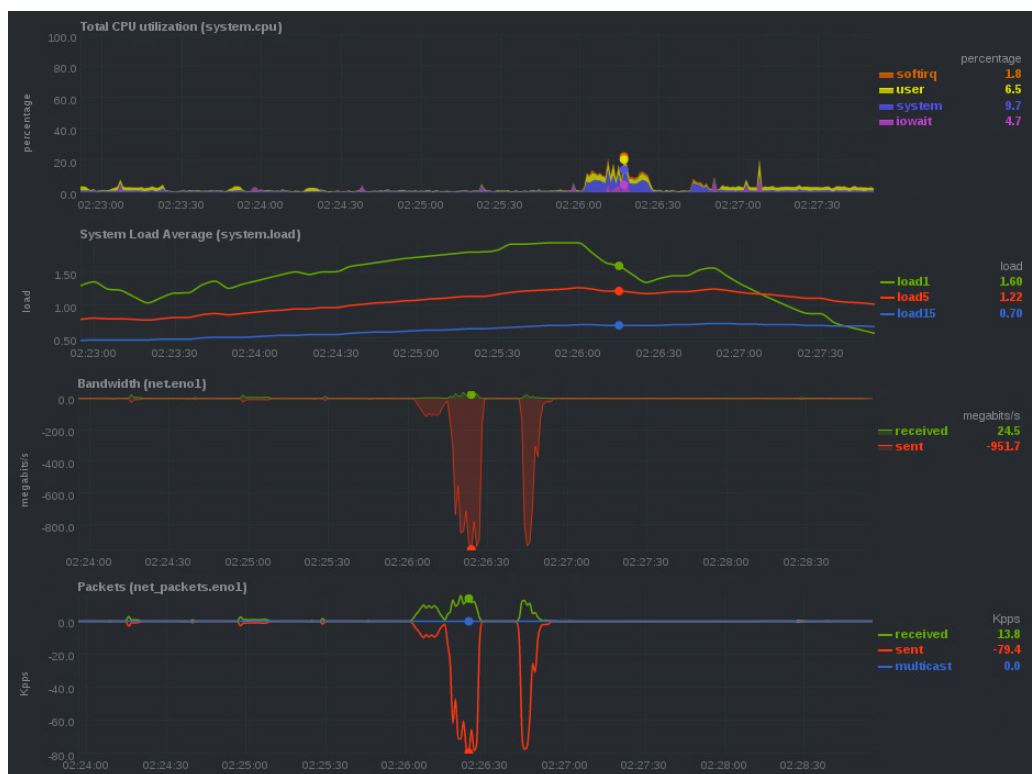 Total CPU utilization (system.cpu)
100.0
80.0
60.0
40.0
20.0
0.0
percentage
02:23:00 02:23:30 02:24:00 02:24:30 02:25:00 02:25:30 02:26:00 02:26:30 02:27:00 02:27:30
percentage
softirq 1.8
user 6.5
system 9.7
iowait 4.7
System Load Average (system.load)
1.50
1.00
0.50
load
02:23:00 02:23:30 02:24:00 02:24:30 02:25:00 02:25:30 02:26:00 02:26:30 02:27:00 02:27:30
load
load1 1.60
load5 1.22
load15 0.70
Bandwidth (net.eno1)
0.0
-200.0
-400.0
-600.0
-800.0
megabits/s
02:24:00 02:24:30 02:25:00 02:25:30 02:26:00 02:26:30 02:27:00 02:27:30 02:28:00 02:28:30
megabits/s
received 24.5
sent -951.7
Packets (net_packets.eno1)
0.0
-20.0
-40.0
-60.0
-80.0
Kpps
02:24:00 02:24:30 02:25:00 02:25:30 02:26:00 02:26:30 02:27:00 02:27:30 02:28:00 02:28:30
Kpps
received 13.8
sent -79.4
multicast 0.0